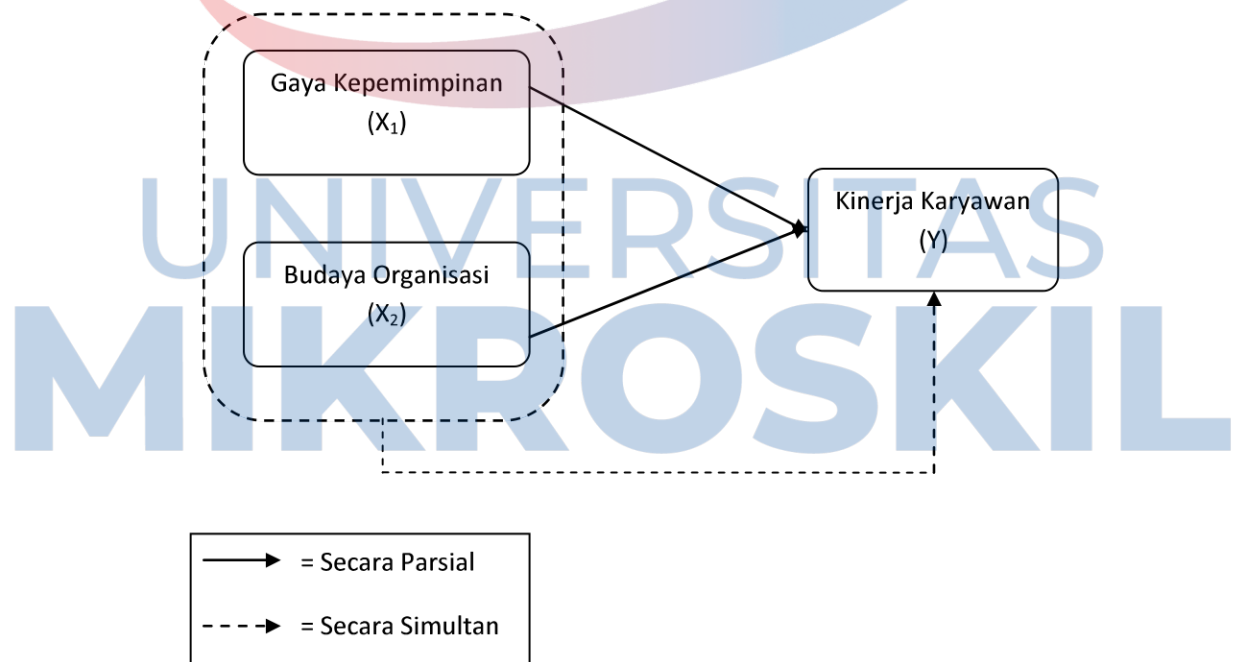 Gaya Kepemimpinan
(X₁)
Kinerja Karyawan
(Y)
UNIVERSITAS
Budaya Organisasi
(X₂)
MIKROSKIL
= Secara Parsial
= Secara Simultan